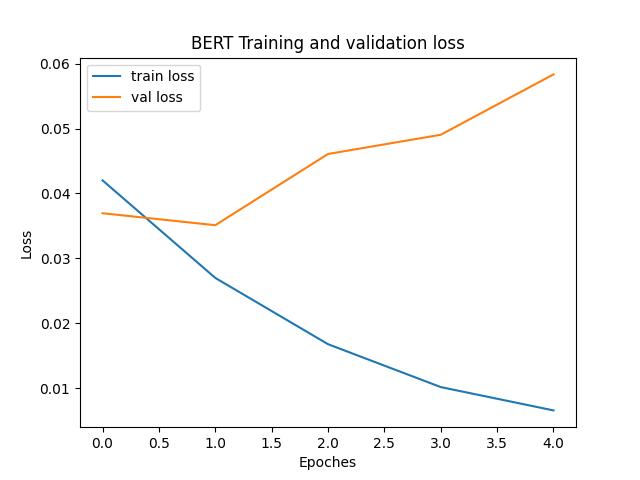 BERT Training and validation loss
train loss
val loss
Loss
0.06
0.05
0.04
0.03
0.02
0.01
0.0 0.5 1.0 1.5 2.0 2.5 3.0 3.5 4.0
Epoches